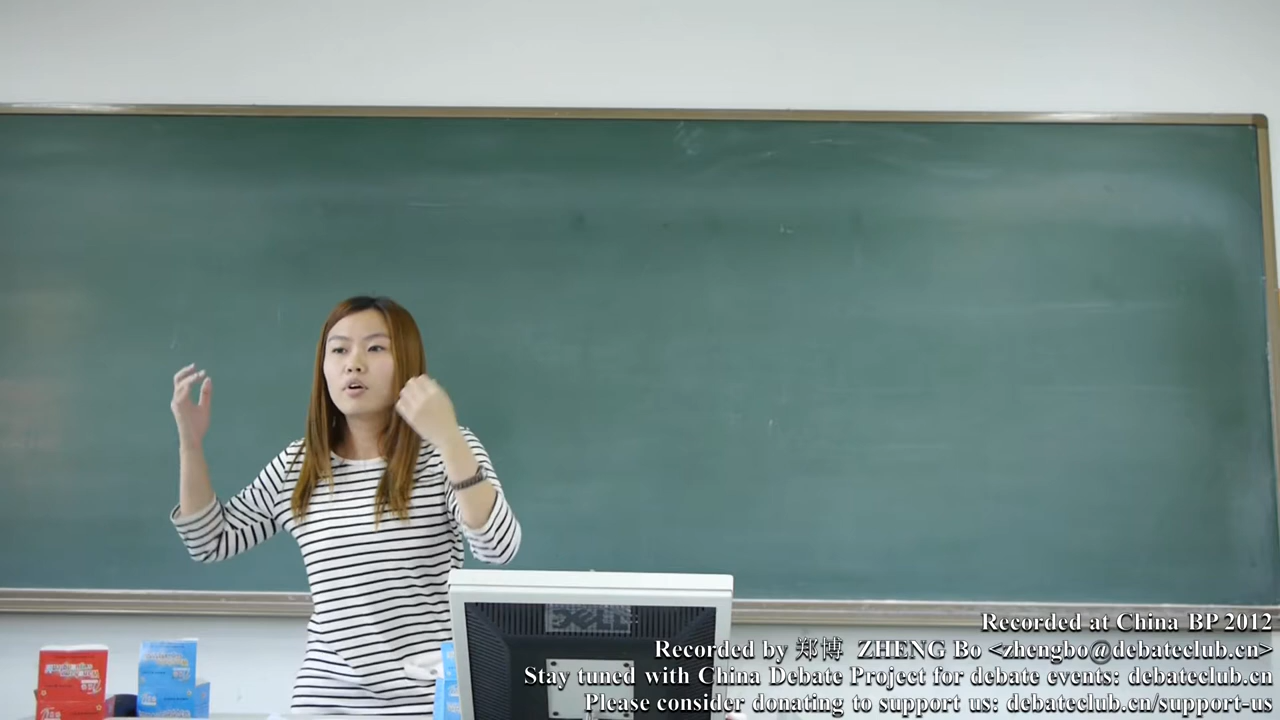 Recorded at China BP 2012
Recorded by 郑博 ZHENG Bo <zhengbo@debateclub.cn>
Stay tuned with China Debate Project for debate events: debateclub.cn
Please consider donating to support us: debateclub.cn/support-us
DELL